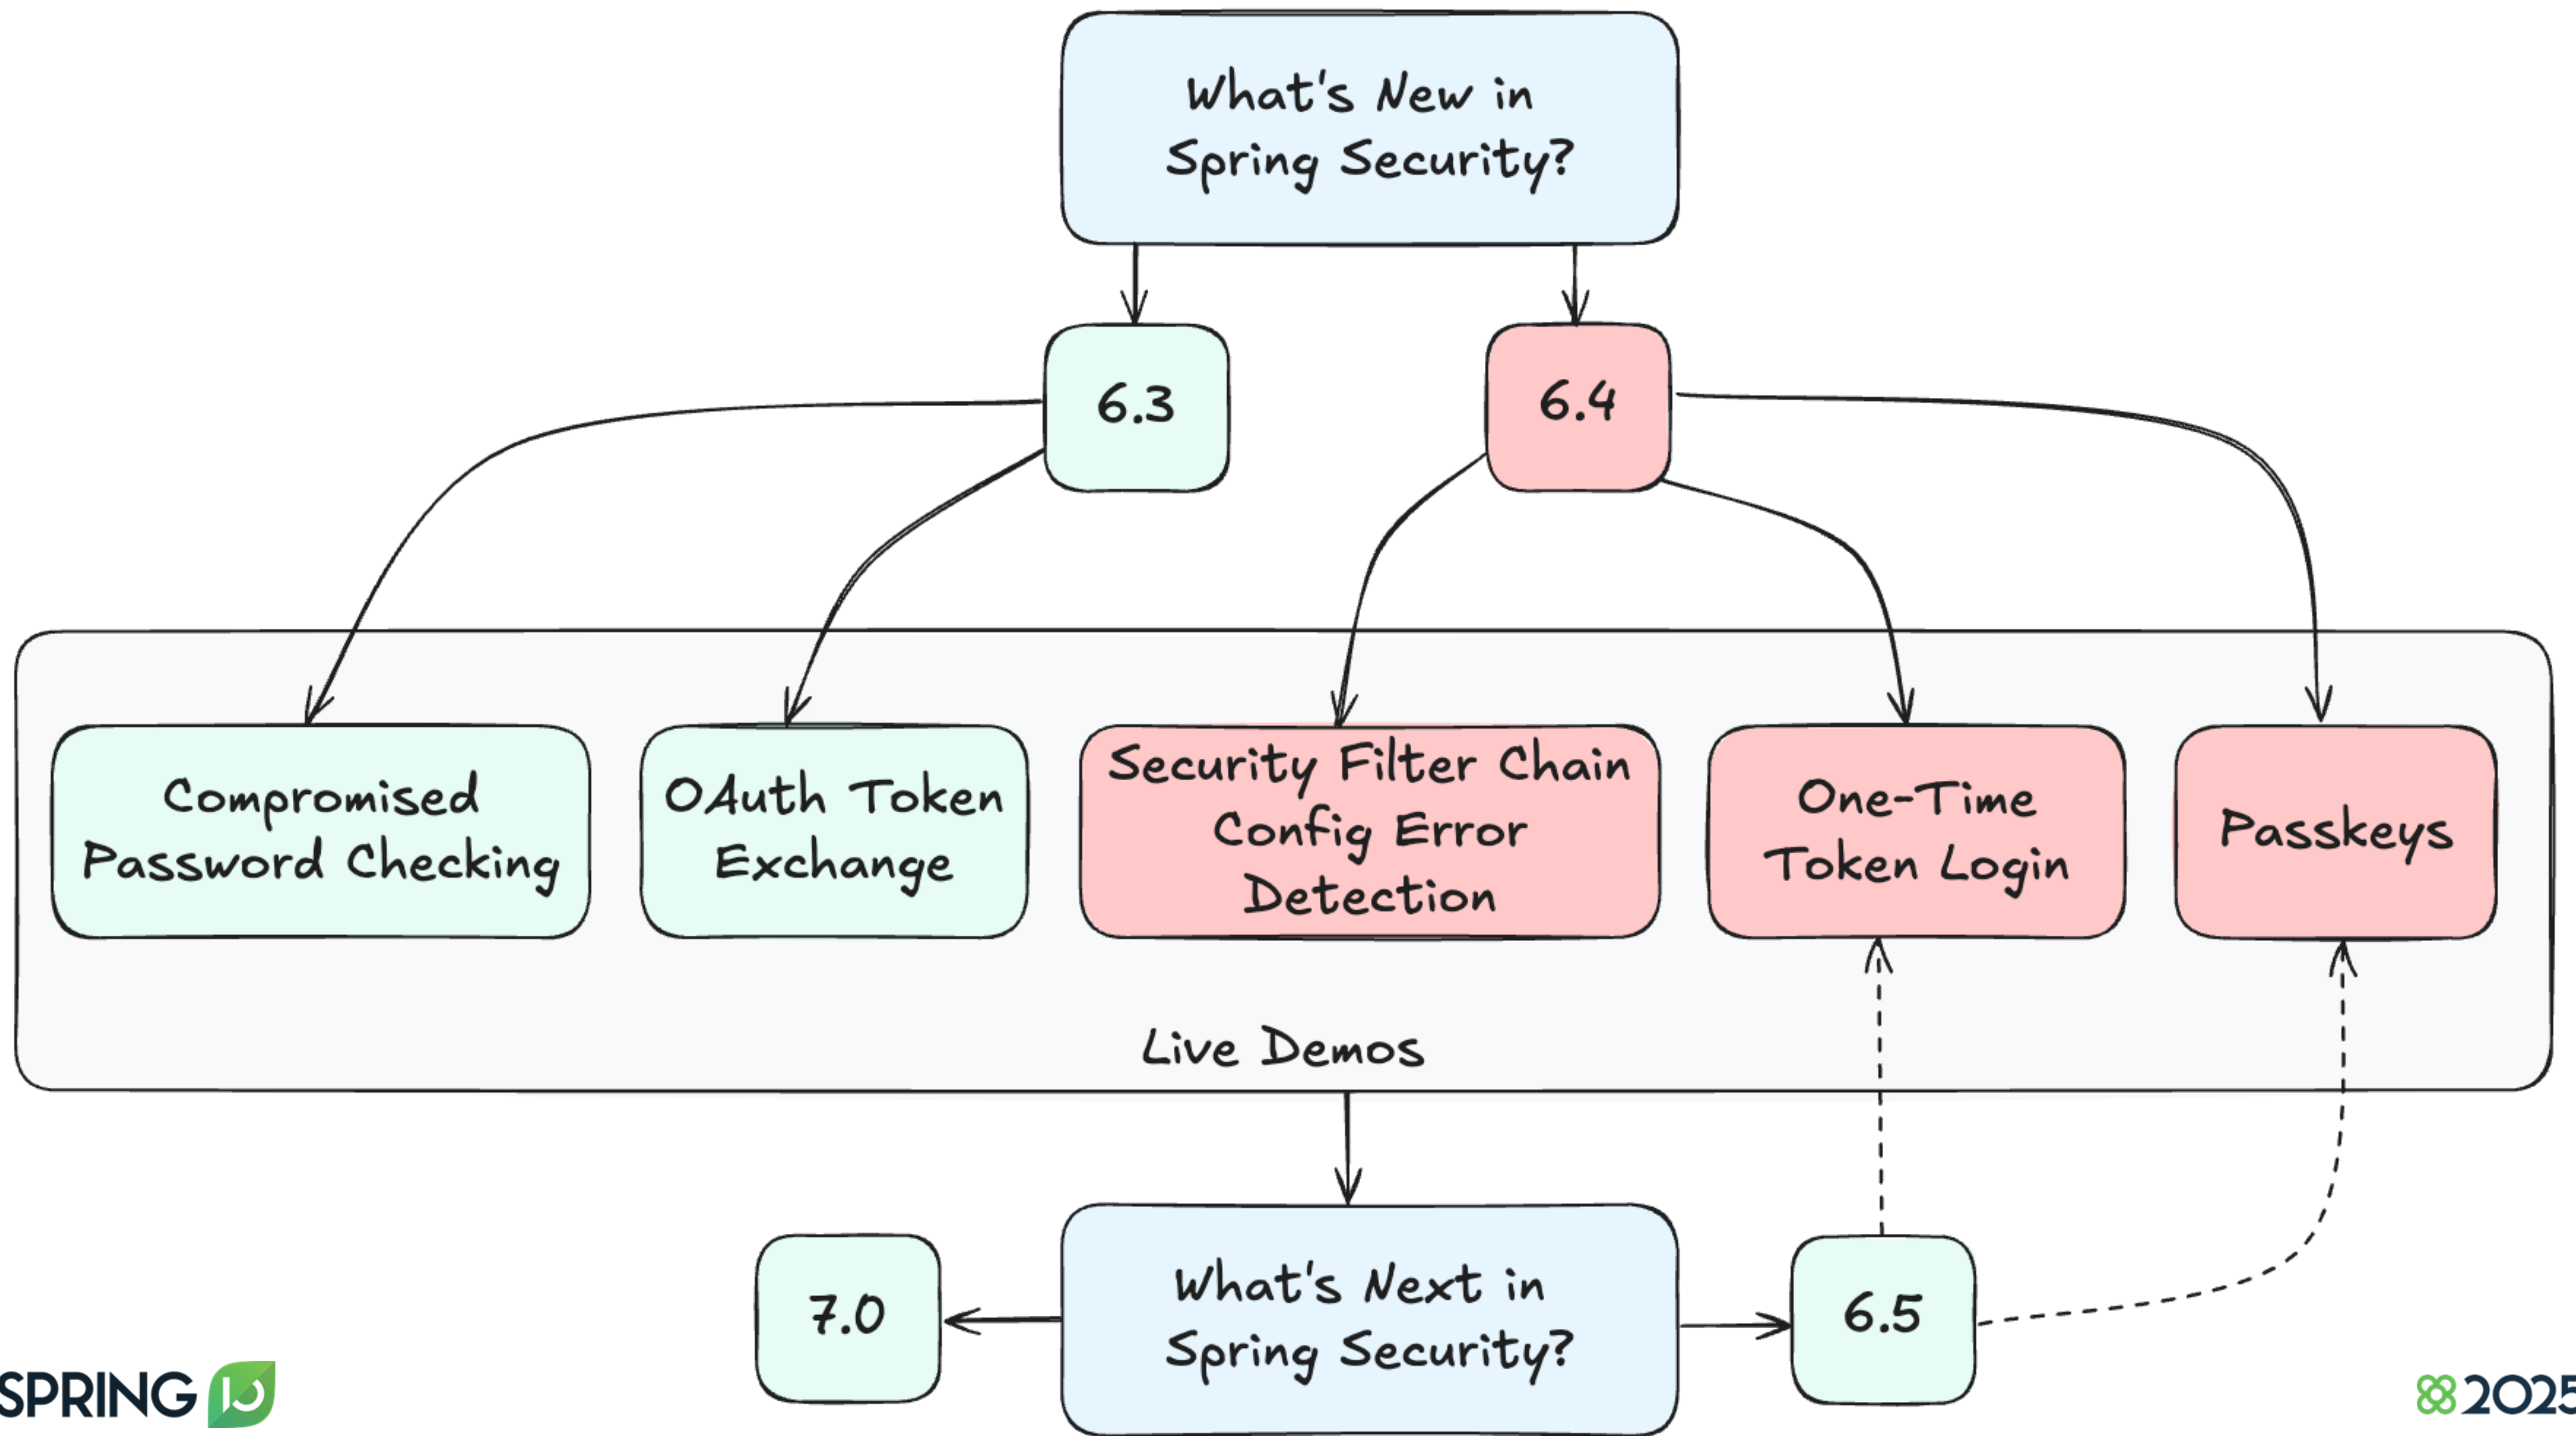 What's New in
Spring Security?
6.3
6.4
Compromised
Password Checking
OAuth Token
Exchange
Security Filter Chain
Config Error
Detection
One-Time
Token Login
Passkeys
Live Demos
7.0
What's Next in
Spring Security?
6.5
SPRING IO
2025